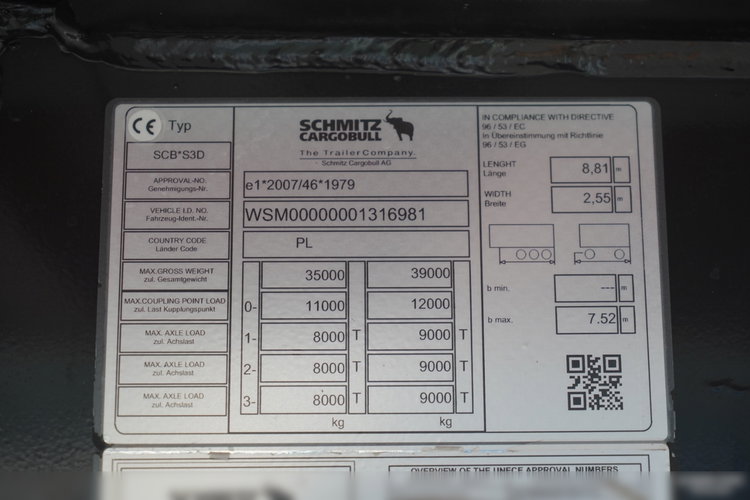 CE Typ
SCB*S3D
APPROVAL-NO:
Genehmigungs-Nr.
VEHICLE I.D. NO.
Fahrzeug-Ident.-Nr.
COUNTRY CODE
Länder Code
MAX.GROSS WEIGHT
zul. Gesamtgewicht
MAX.COUPLING POINT LOAD
zul. Last Kupplungspunkt
MAX. AXLE LOAD
zul. Achslast
MAX. AXLE LOAD
zul. Achslast
MAX. AXLE LOAD
zul. Achslast
SCHMITZ
CARGOBULL
The TrailerCompany.
Schmitz Cargobull AG
e1*2007/46*1979
WSM00000001316981
PL
35000 39000
0- 11000 12000
1- 8000 T 9000 T
2- 8000 T 9000 T
3- 8000 T 9000 T
kg kg
IN COMPLIANCE WITH DIRECTIVE
96 / 53 / EC
In Übereinstimmung mit Richtlinie
96 / 53 / EG
LENGHT
Länge
8,81 m
WIDTH
Breite
2,55 m
b min. --- m
b max. 7.52 m
OVERVIEW OF THE UNECE APPROVAL NUMBERS